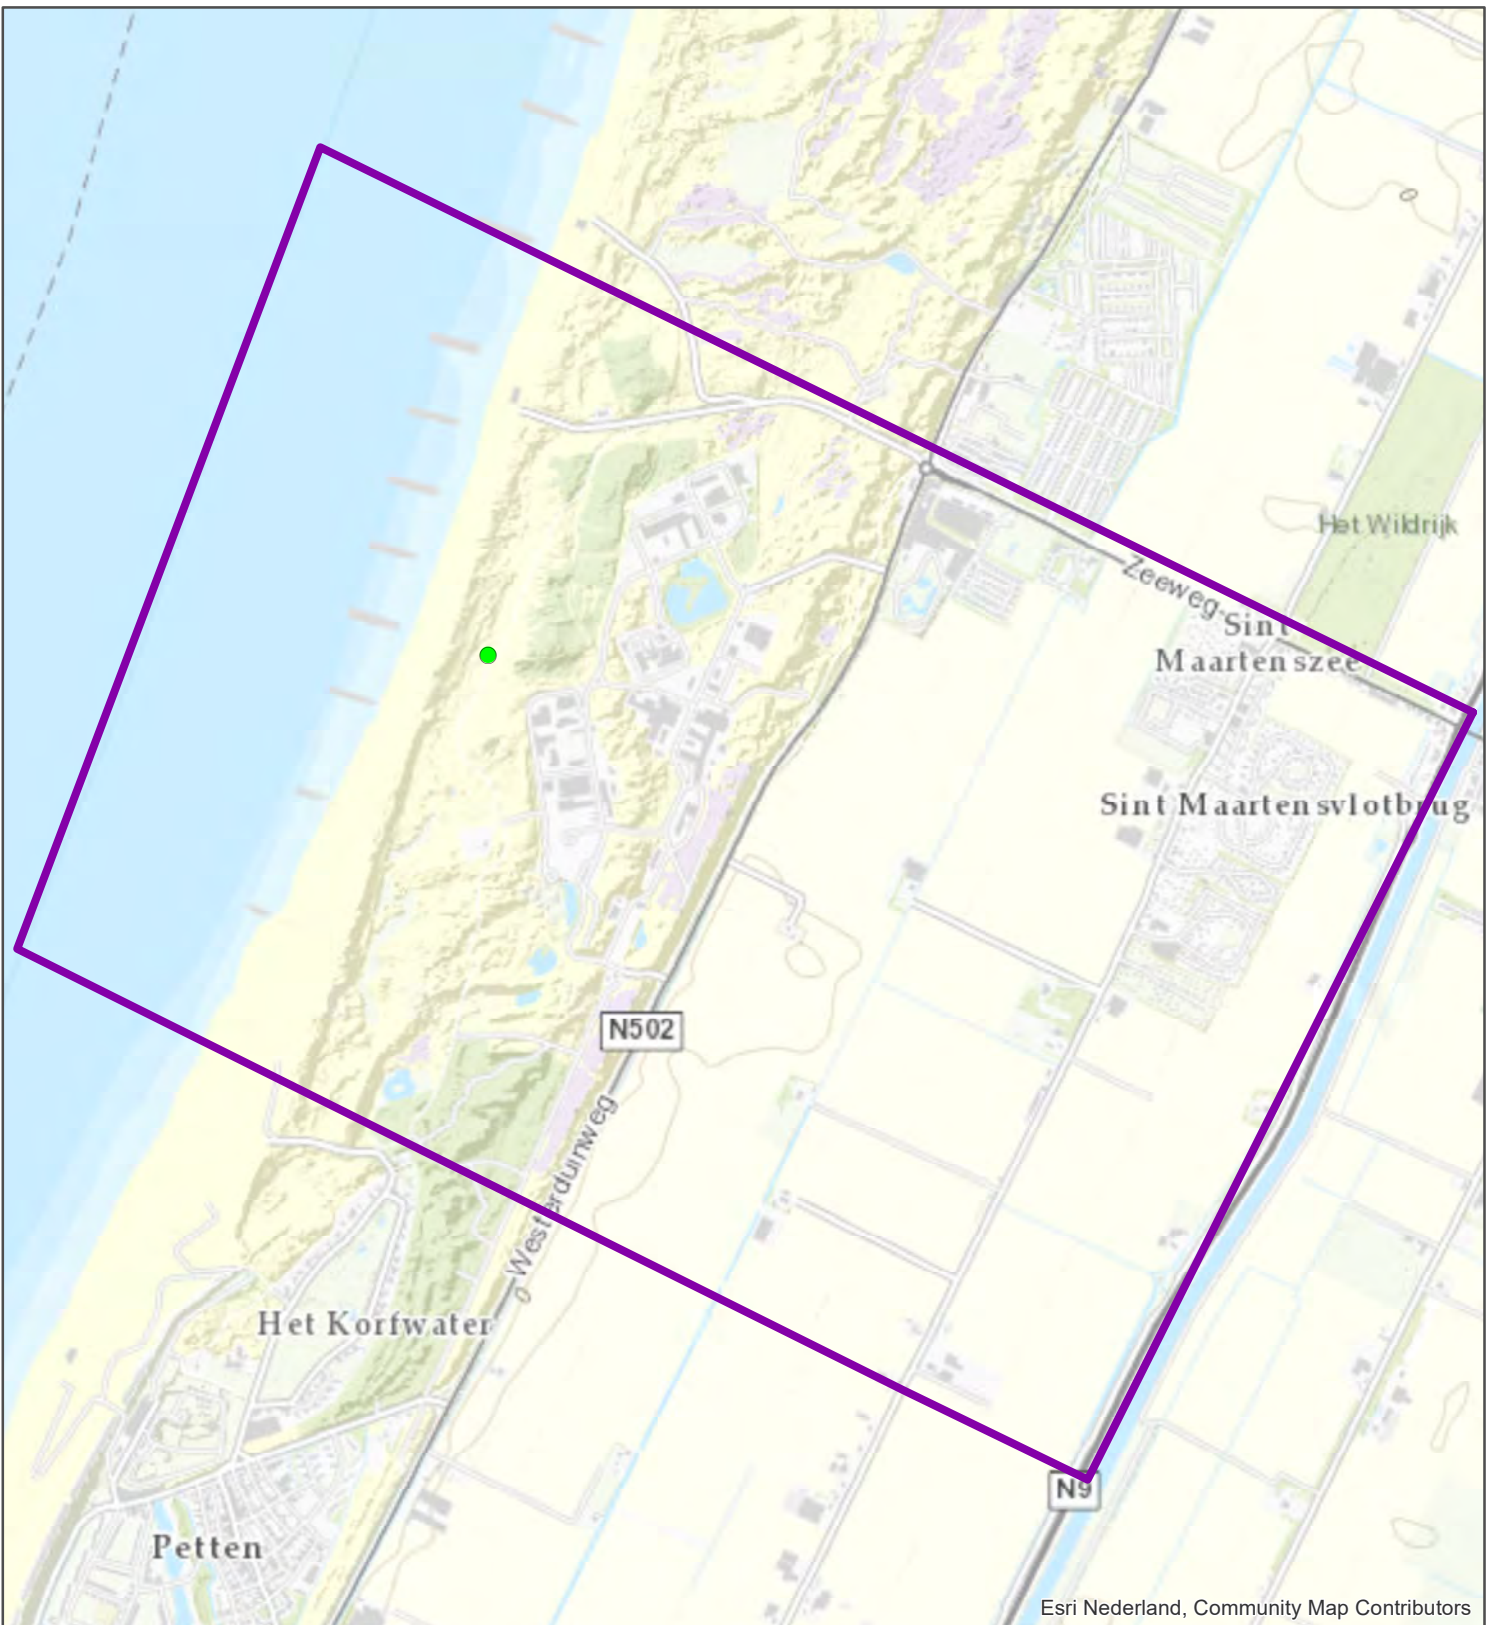 Het Wildrijk
Zeeweg
Sint
Maartenszee
Sint Maartensvlotbrug
N502
Westerduinweg
Het Korfwater
N9
Petten
Esri Nederland, Community Map Contributors